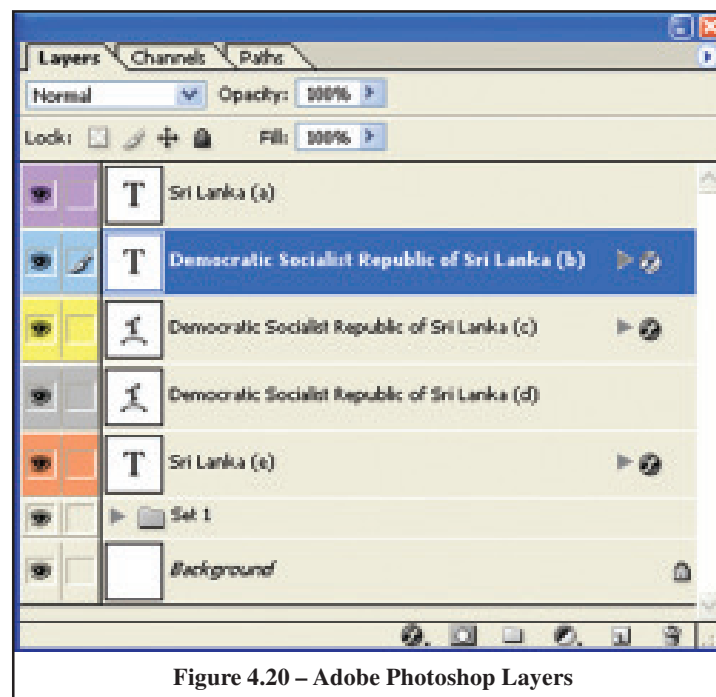 Layers Channels Paths
Normal Opacity: 100%
Lock: Fill: 100%
T Sri Lanka (a)
T Democratic Socialist Republic of Sri Lanka (b)
T Democratic Socialist Republic of Sri Lanka (c)
T Democratic Socialist Republic of Sri Lanka (d)
T Sri Lanka (e)
Set 1
Background
Figure 4.20 – Adobe Photoshop Layers